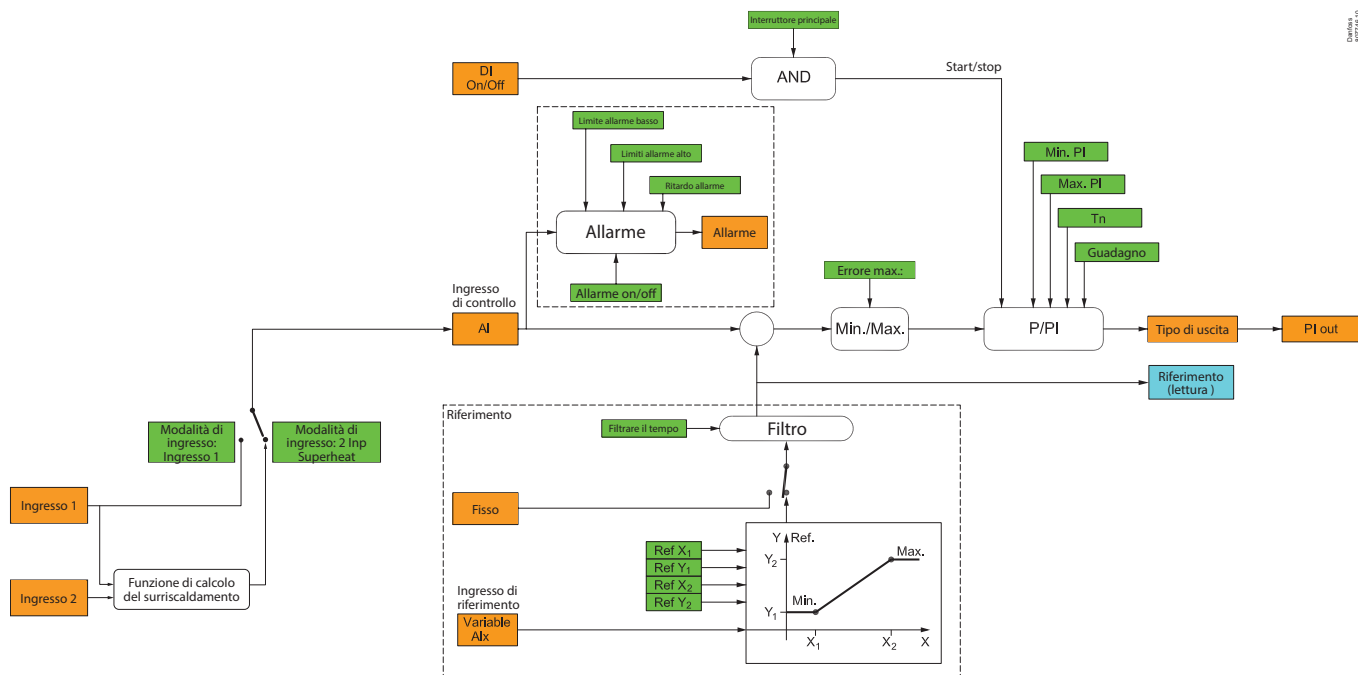 Interruttore principale
Danfoss
DI
On/Off
AND
Start/stop
Limite allarme basso
Limiti allarme alto
Ritardo allarme
Min. PI
Max. PI
Tn
Guadagno
Allarme
Allarme
Allarme on/off
Errore max.:
Ingresso
di controllo
AI
Min./Max.
P/PI
Tipo di uscita
PI out
Riferimento
(lettura )
Riferimento
Filtrare il tempo
Filtro
Modalità di
ingresso:
Ingresso 1
Modalità di
ingresso: 2 Inp
Superheat
Ingresso 1
Fisso
Ingresso 2
Funzione di calcolo
del surriscaldamento
Ref X1
Ref Y1
Ref X2
Ref Y2
Y Ref.
Y2
Max.
Min.
Y1
X1 X2 X
Ingresso di
riferimento
Variable
AIx